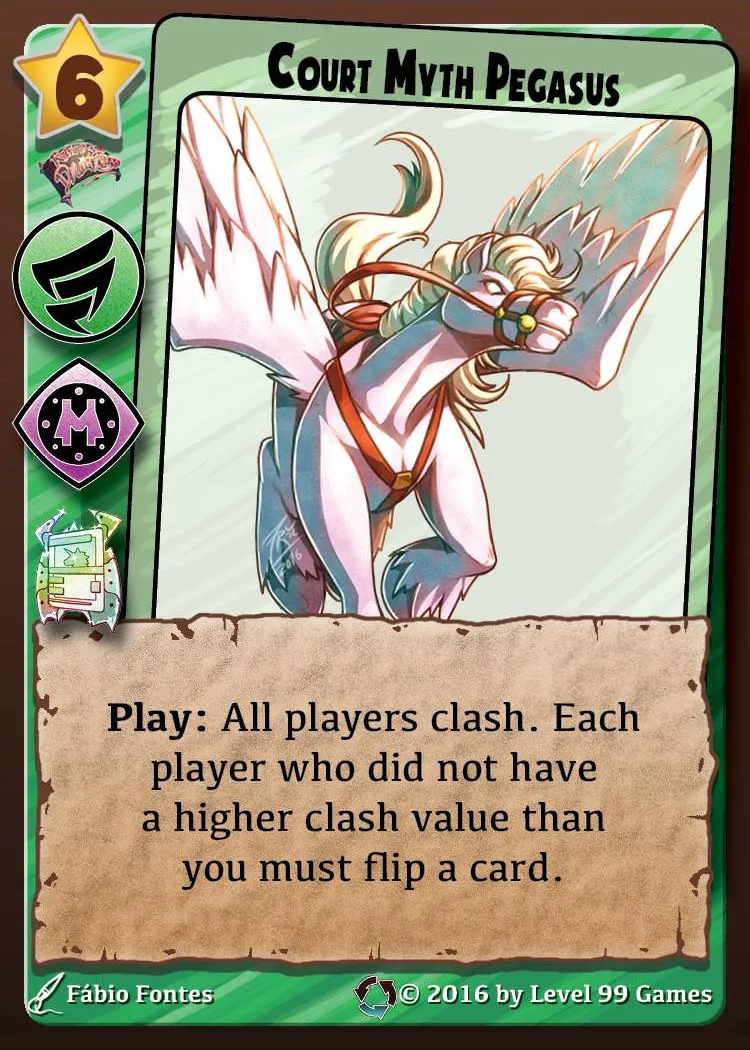 6
COURT MYTH PEGASUS
M
2016
Play: All players clash. Each
player who did not have
a higher clash value than
you must flip a card.
Fábio Fontes
© 2016 by Level 99 Games